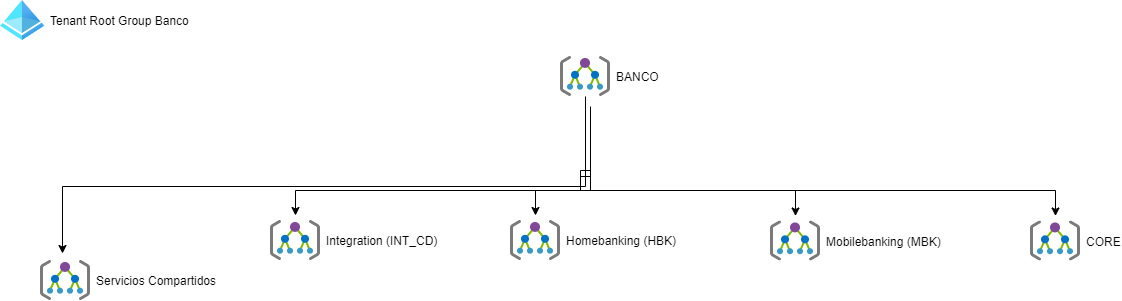 Tenant Root Group Banco
BANCO
Integration (INT_CD)
Homebanking (HBK)
Mobilebanking (MBK)
CORE
Servicios Compartidos